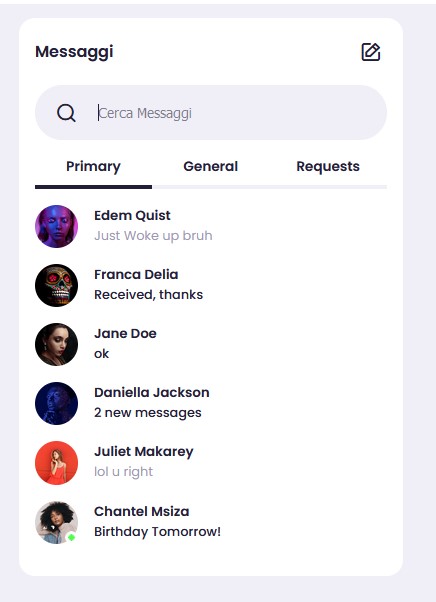 Messaggi
Cerca Messaggi
Primary General Requests
Edem Quist
Just Woke up bruh
Franca Delia
Received, thanks
Jane Doe
ok
Daniella Jackson
2 new messages
Juliet Makarey
lol u right
Chantel Msiza
Birthday Tomorrow!